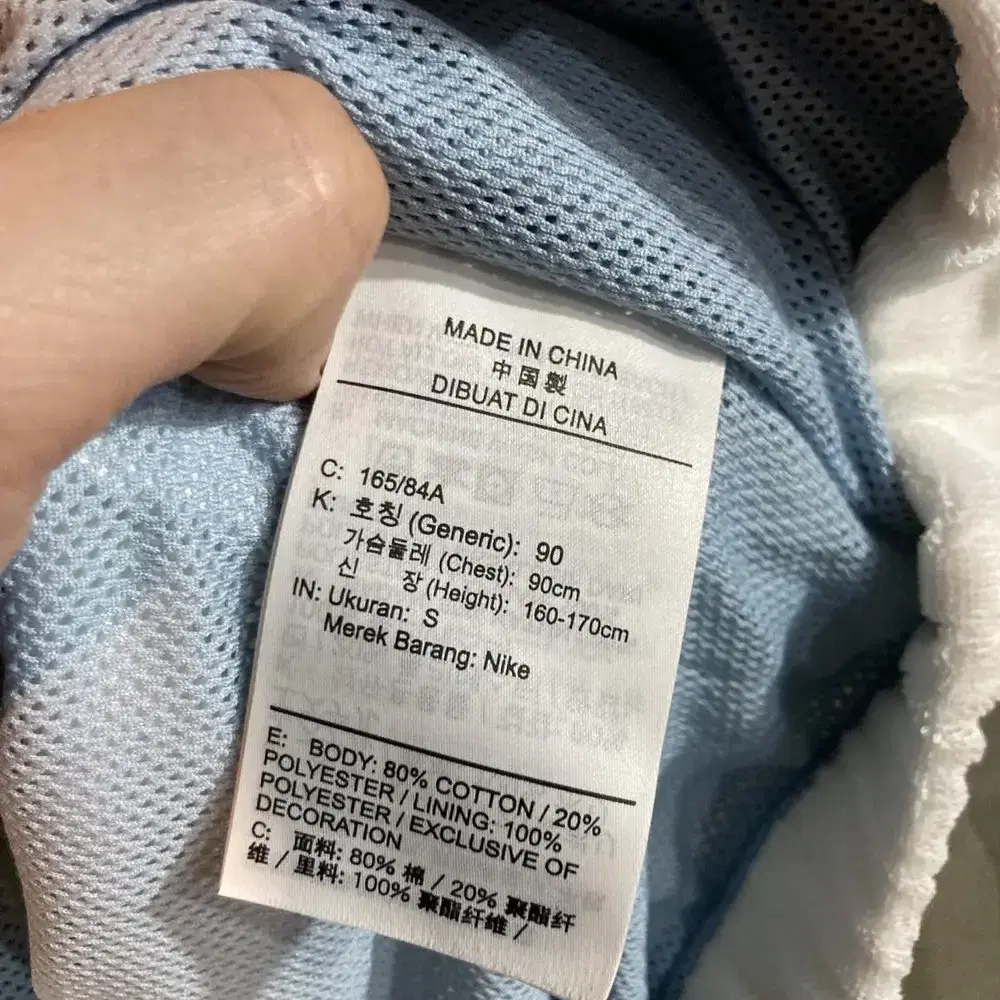 MADE IN CHINA
中国製
DIBUAT DI CINA
C: 165/84A
K: 호칭 (Generic): 90
가슴둘레 (Chest): 90cm
신 장 (Height): 160-170cm
IN: Ukuran: S
Merek Barang: Nike
E: BODY: 80% COTTON / 20%
POLYESTER / LINING: 100%
POLYESTER / EXCLUSIVE OF
DECORATION
C: 面料: 80% 棉 / 20% 聚酯纤
维 / 里料: 100% 聚酯纤维 /